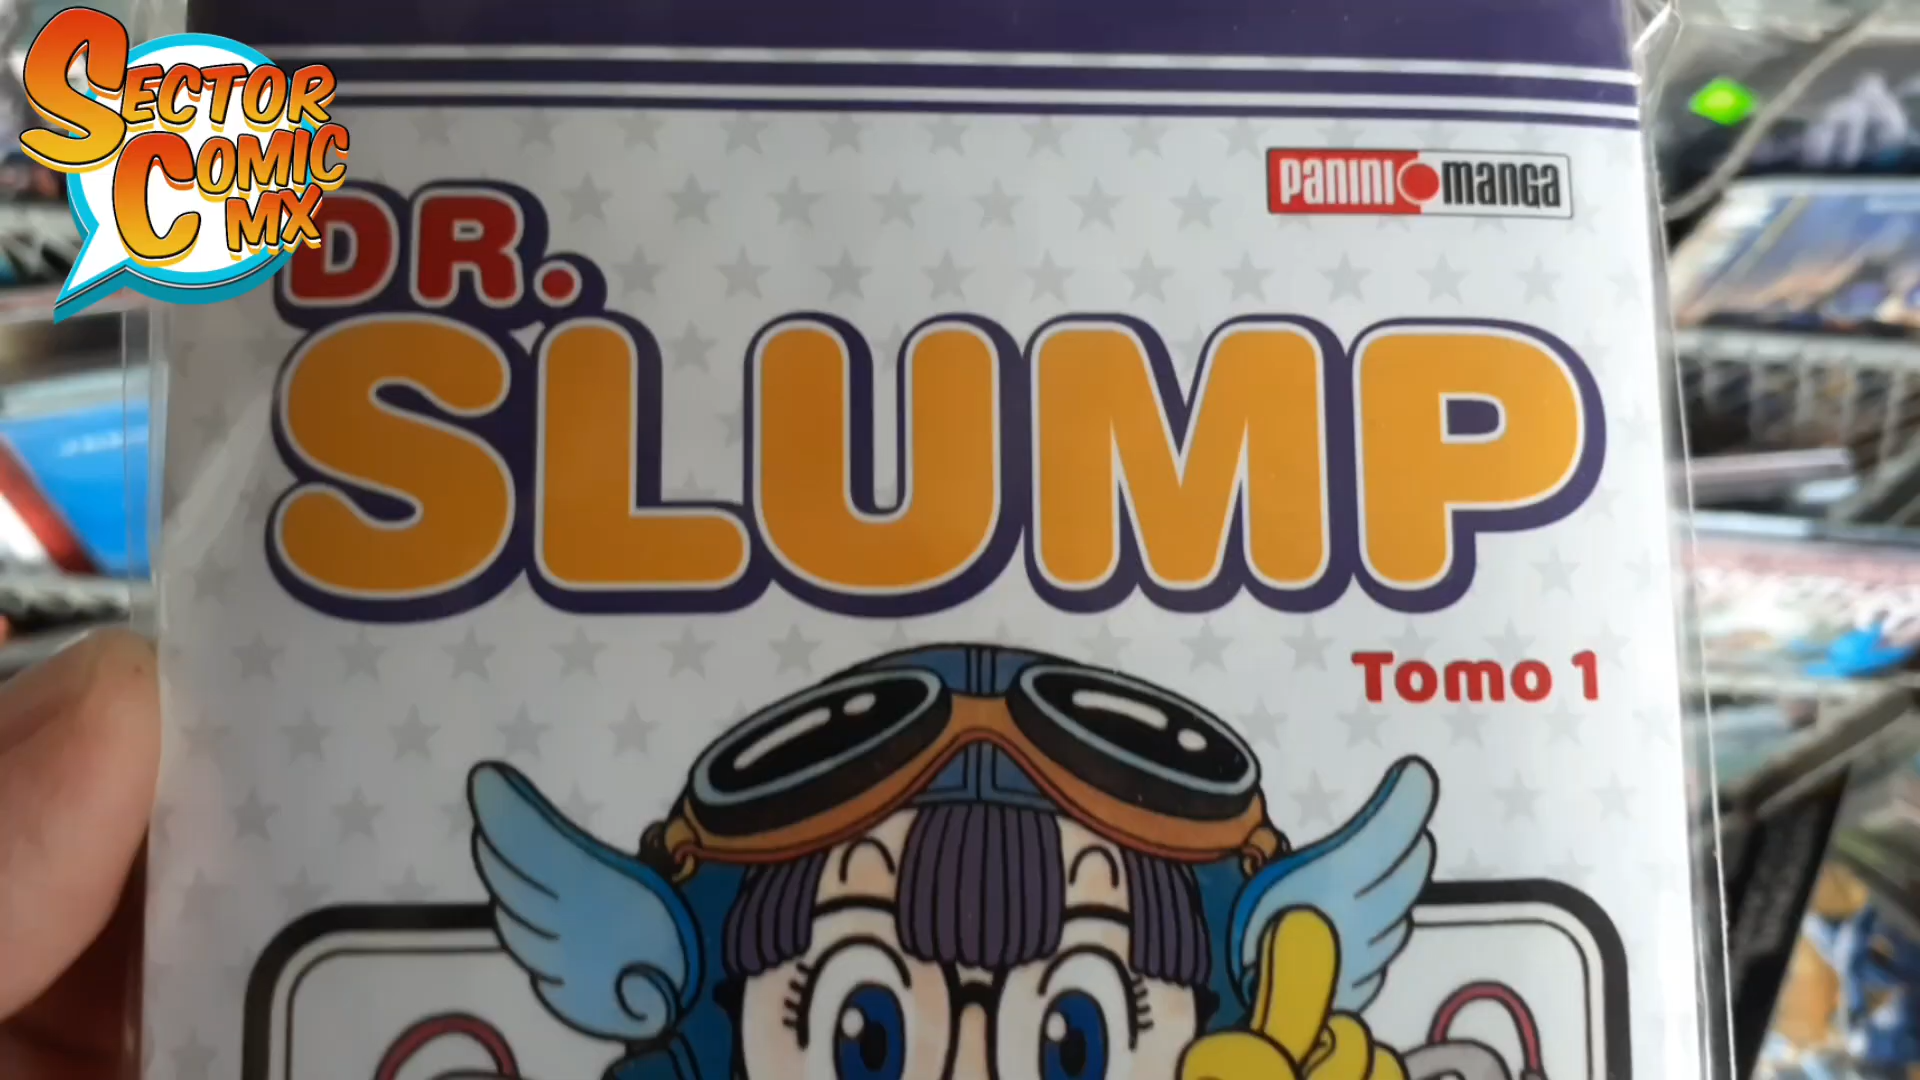 SECTOR
COMIC
MX
PANINI manga
DR.
SLUMP
Tomo 1